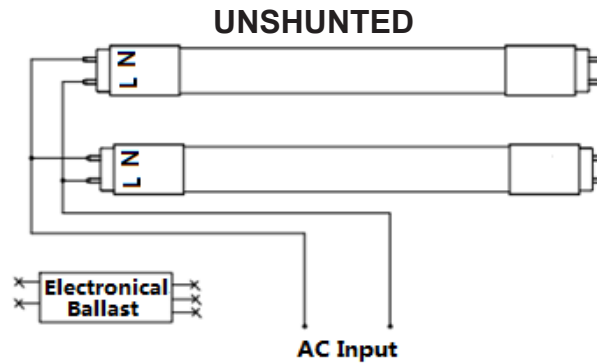 UNSHUNTED
L N
L N
Electronical
Ballast
AC Input